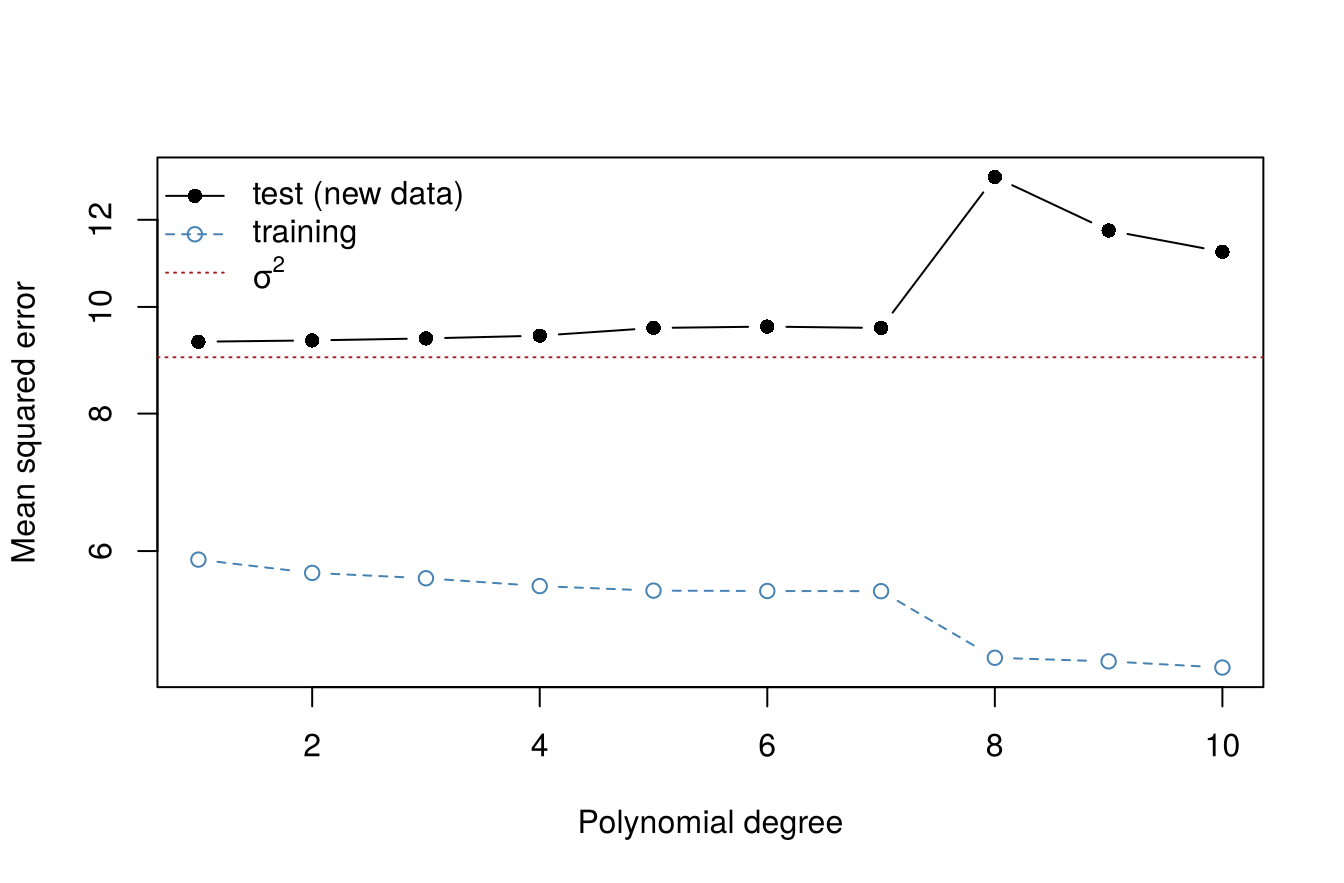 test (new data)
training
σ²
Mean squared error
12
10
8
6
2 4 6 8 10
Polynomial degree